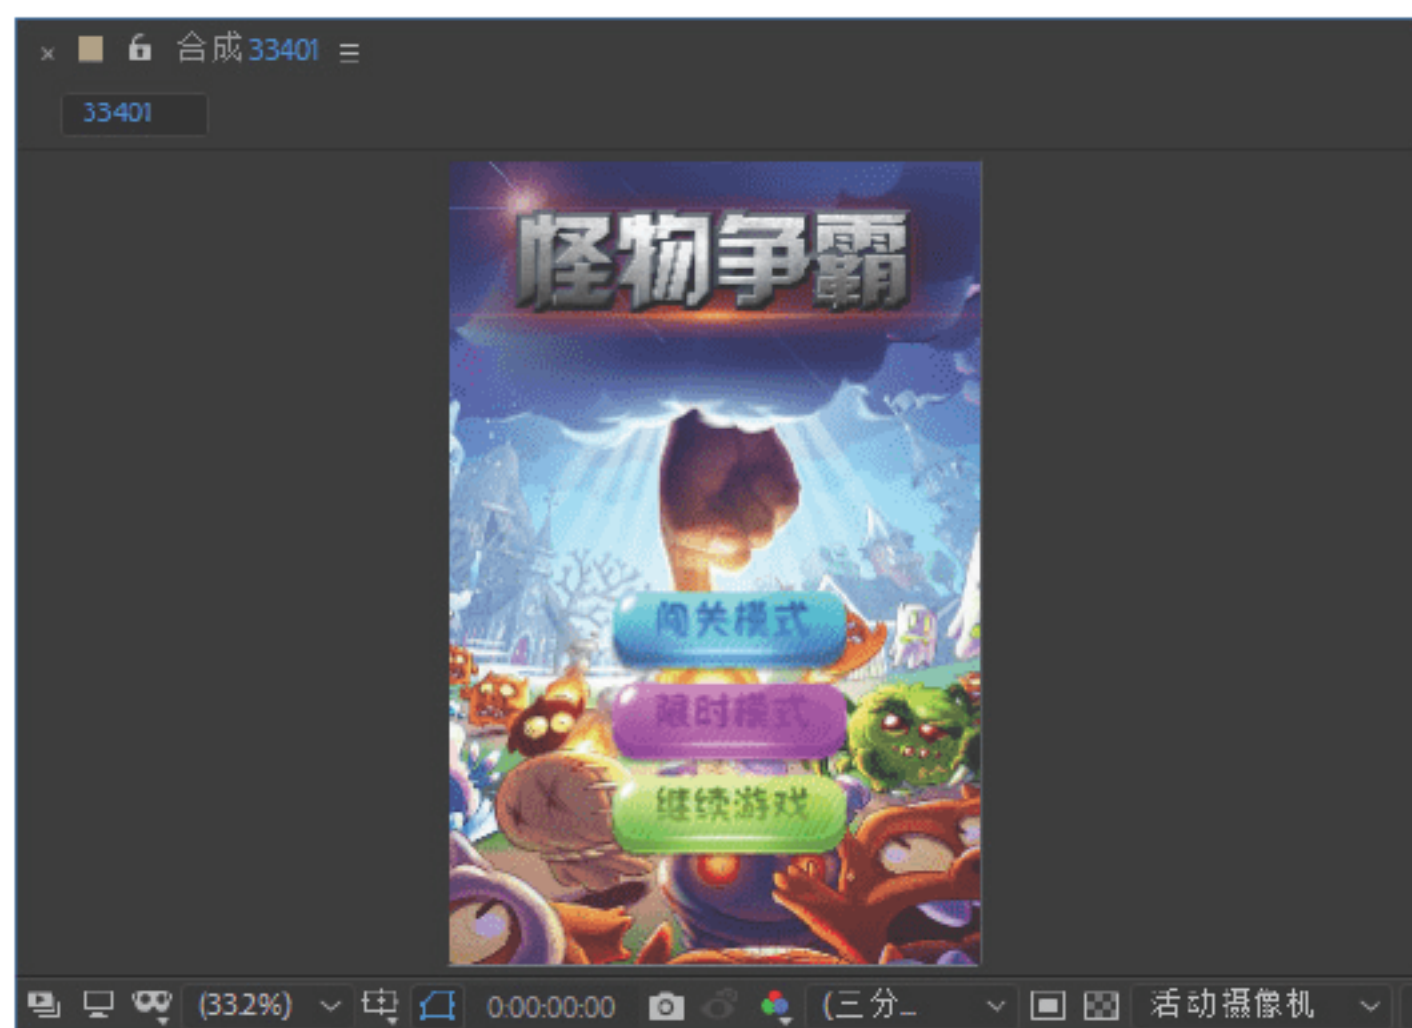 × 合成 33401 ☰
33401
怪物争霸
闯关模式
限时模式
继续游戏
(33.2%) 0:00:00:00 (三分_ 活动摄像机